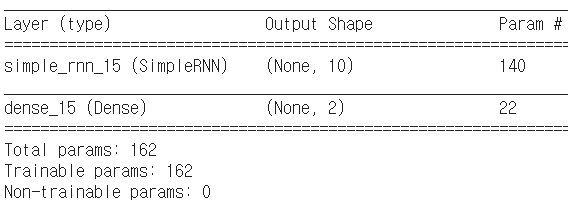 Layer (type) Output Shape Param #
simple_rnn_15 (SimpleRNN) (None, 10) 140
dense_15 (Dense) (None, 2) 22
Total params: 162
Trainable params: 162
Non-trainable params: 0